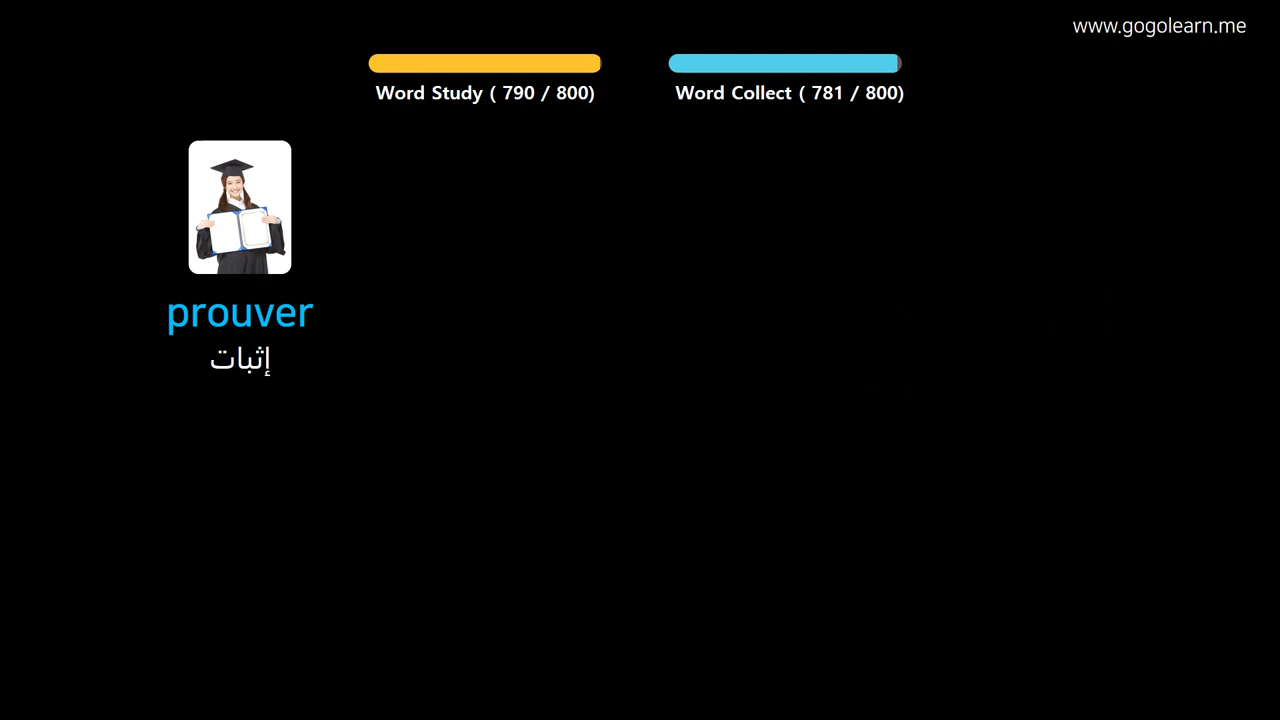 www.gogolearn.me
Word Study ( 790 / 800)
Word Collect ( 781 / 800)
prouver
إثبات